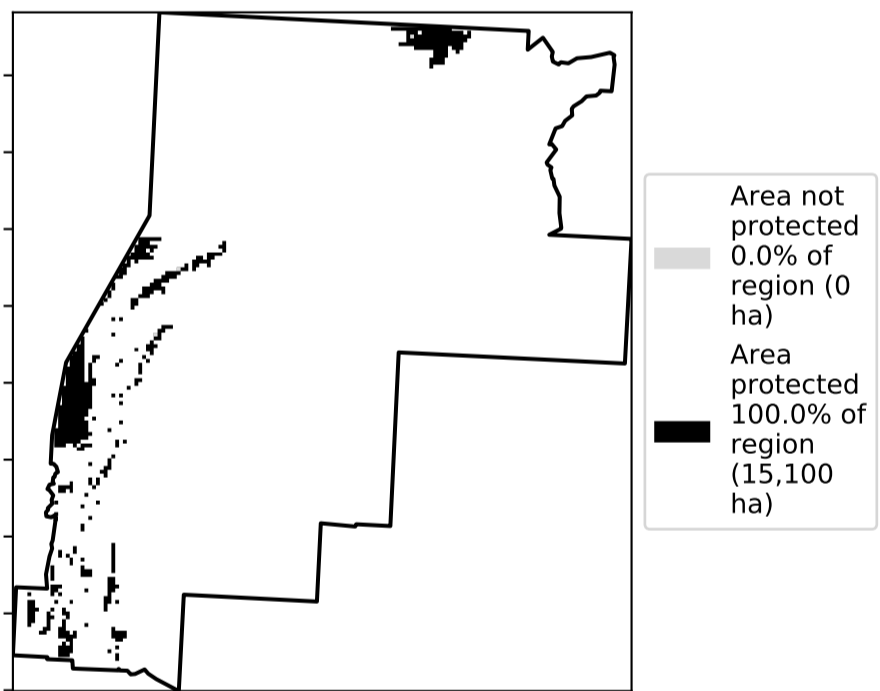 Area not
protected
0.0% of
region (0
ha)
Area
protected
100.0% of
region
(15,100
ha)